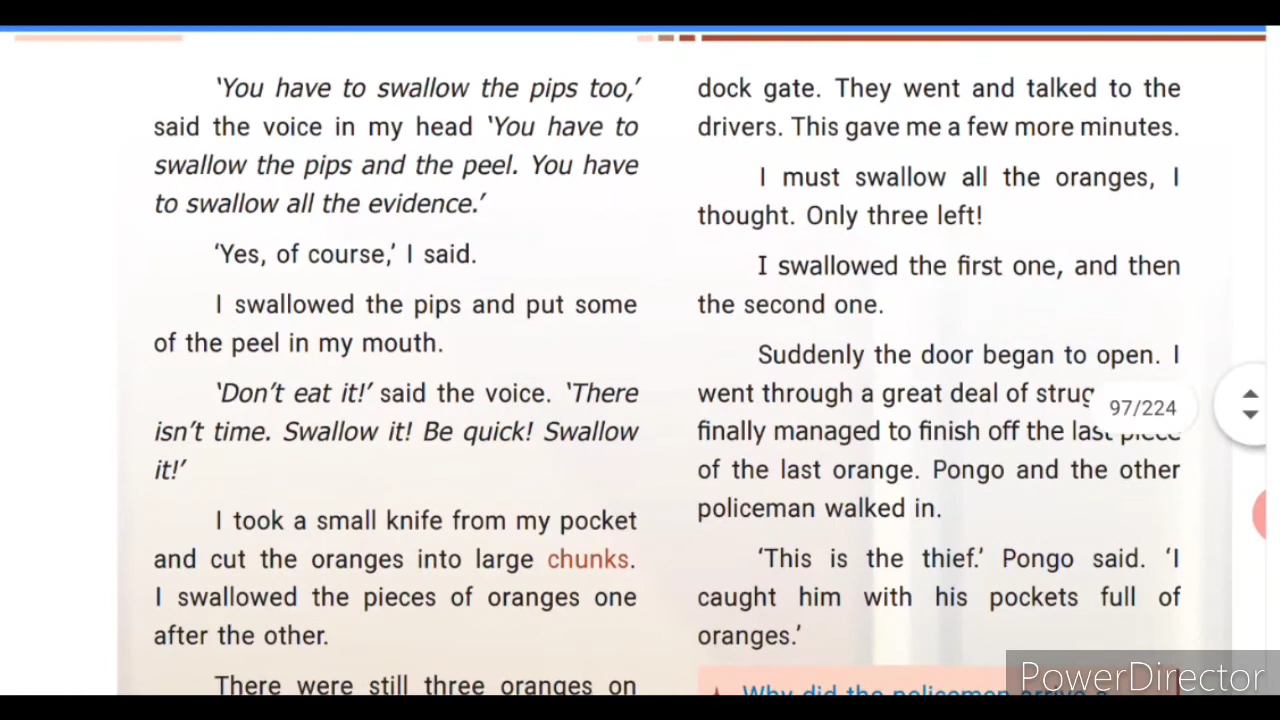 ‘You have to swallow the pips too,’
said the voice in my head ‘You have to
swallow the pips and the peel. You have
to swallow all the evidence.’
‘Yes, of course,’ I said.
I swallowed the pips and put some
of the peel in my mouth.
‘Don’t eat it!’ said the voice. ‘There
isn’t time. Swallow it! Be quick! Swallow
it!’
I took a small knife from my pocket
and cut the oranges into large chunks.
I swallowed the pieces of oranges one
after the other.
There were still three oranges on
dock gate. They went and talked to the
drivers. This gave me a few more minutes.
I must swallow all the oranges, I
thought. Only three left!
I swallowed the first one, and then
the second one.
Suddenly the door began to open. I
went through a great deal of
finally managed to finish off the last piece
of the last orange. Pongo and the other
policeman walked in.
‘This is the thief.’ Pongo said. ‘I
caught him with his pockets full of
oranges.’
Why did the policemen arrive a
97/224
PowerDirector